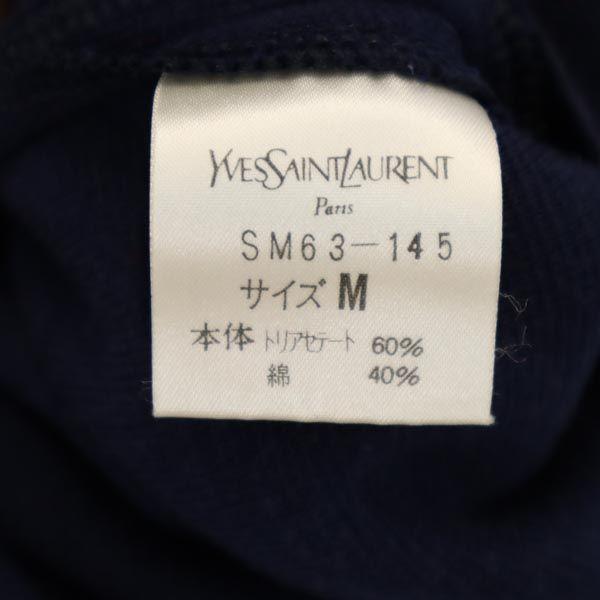 YVESSAINTLAURENT
Paris
SM63-145
サイズ M
本体 トリアセテート 60%
綿 40%